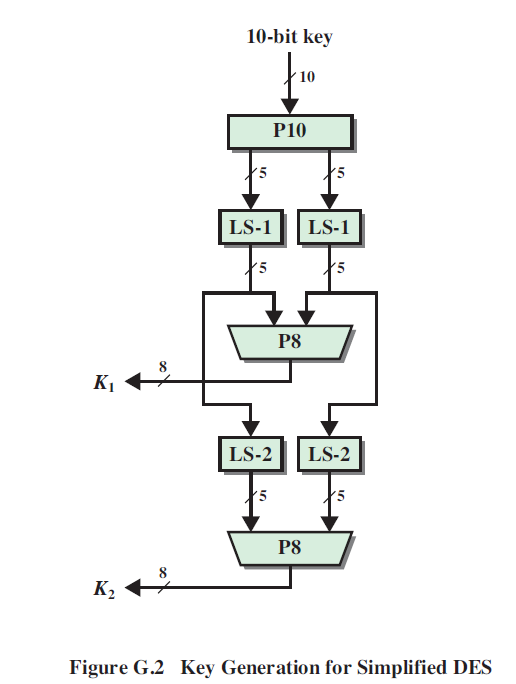 10-bit key
10
P10
5 5
LS-1 LS-1
5 5
P8
8
K1
LS-2 LS-2
5 5
P8
8
K2
Figure G.2 Key Generation for Simplified DES